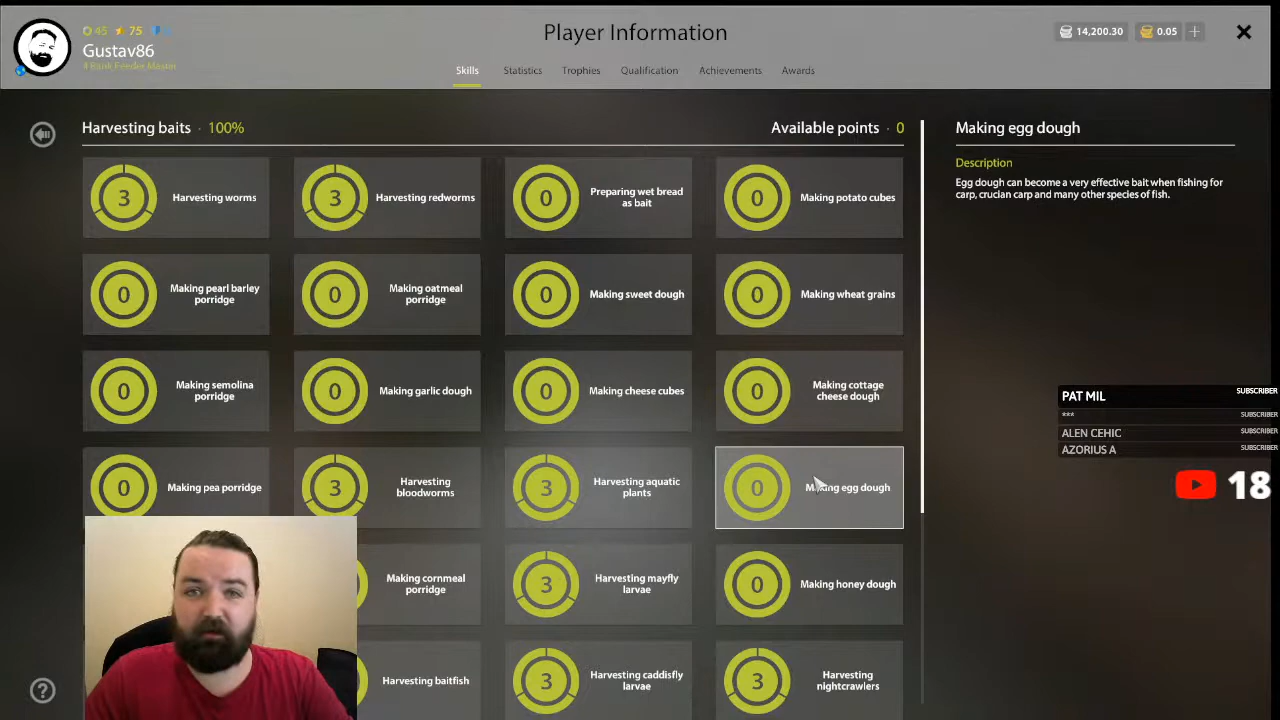 45 75
Gustav86
4 Rank Feeder Master
Player Information
14,200.30
0.05
Skills
Statistics
Trophies
Qualification
Achievements
Awards
Harvesting baits · 100%
Available points · 0
3
Harvesting worms
3
Harvesting redworms
0
Preparing wet bread
as bait
0
Making potato cubes
0
Making pearl barley
porridge
0
Making oatmeal
porridge
0
Making sweet dough
0
Making wheat grains
0
Making semolina
porridge
0
Making garlic dough
0
Making cheese cubes
0
Making cottage
cheese dough
0
Making pea porridge
3
Harvesting
bloodworms
3
Harvesting aquatic
plants
0
Making egg dough
Making cornmeal
porridge
3
Harvesting mayfly
larvae
0
Making honey dough
Harvesting baitfish
3
Harvesting caddisfly
larvae
3
Harvesting
nightcrawlers
Making egg dough
Description
Egg dough can become a very effective bait when fishing for
carp, crucian carp and many other species of fish.
PAT MIL SUBSCRIBER
*** SUBSCRIBER
ALEN CEHIC SUBSCRIBER
AZORIUS A SUBSCRIBER
18
?